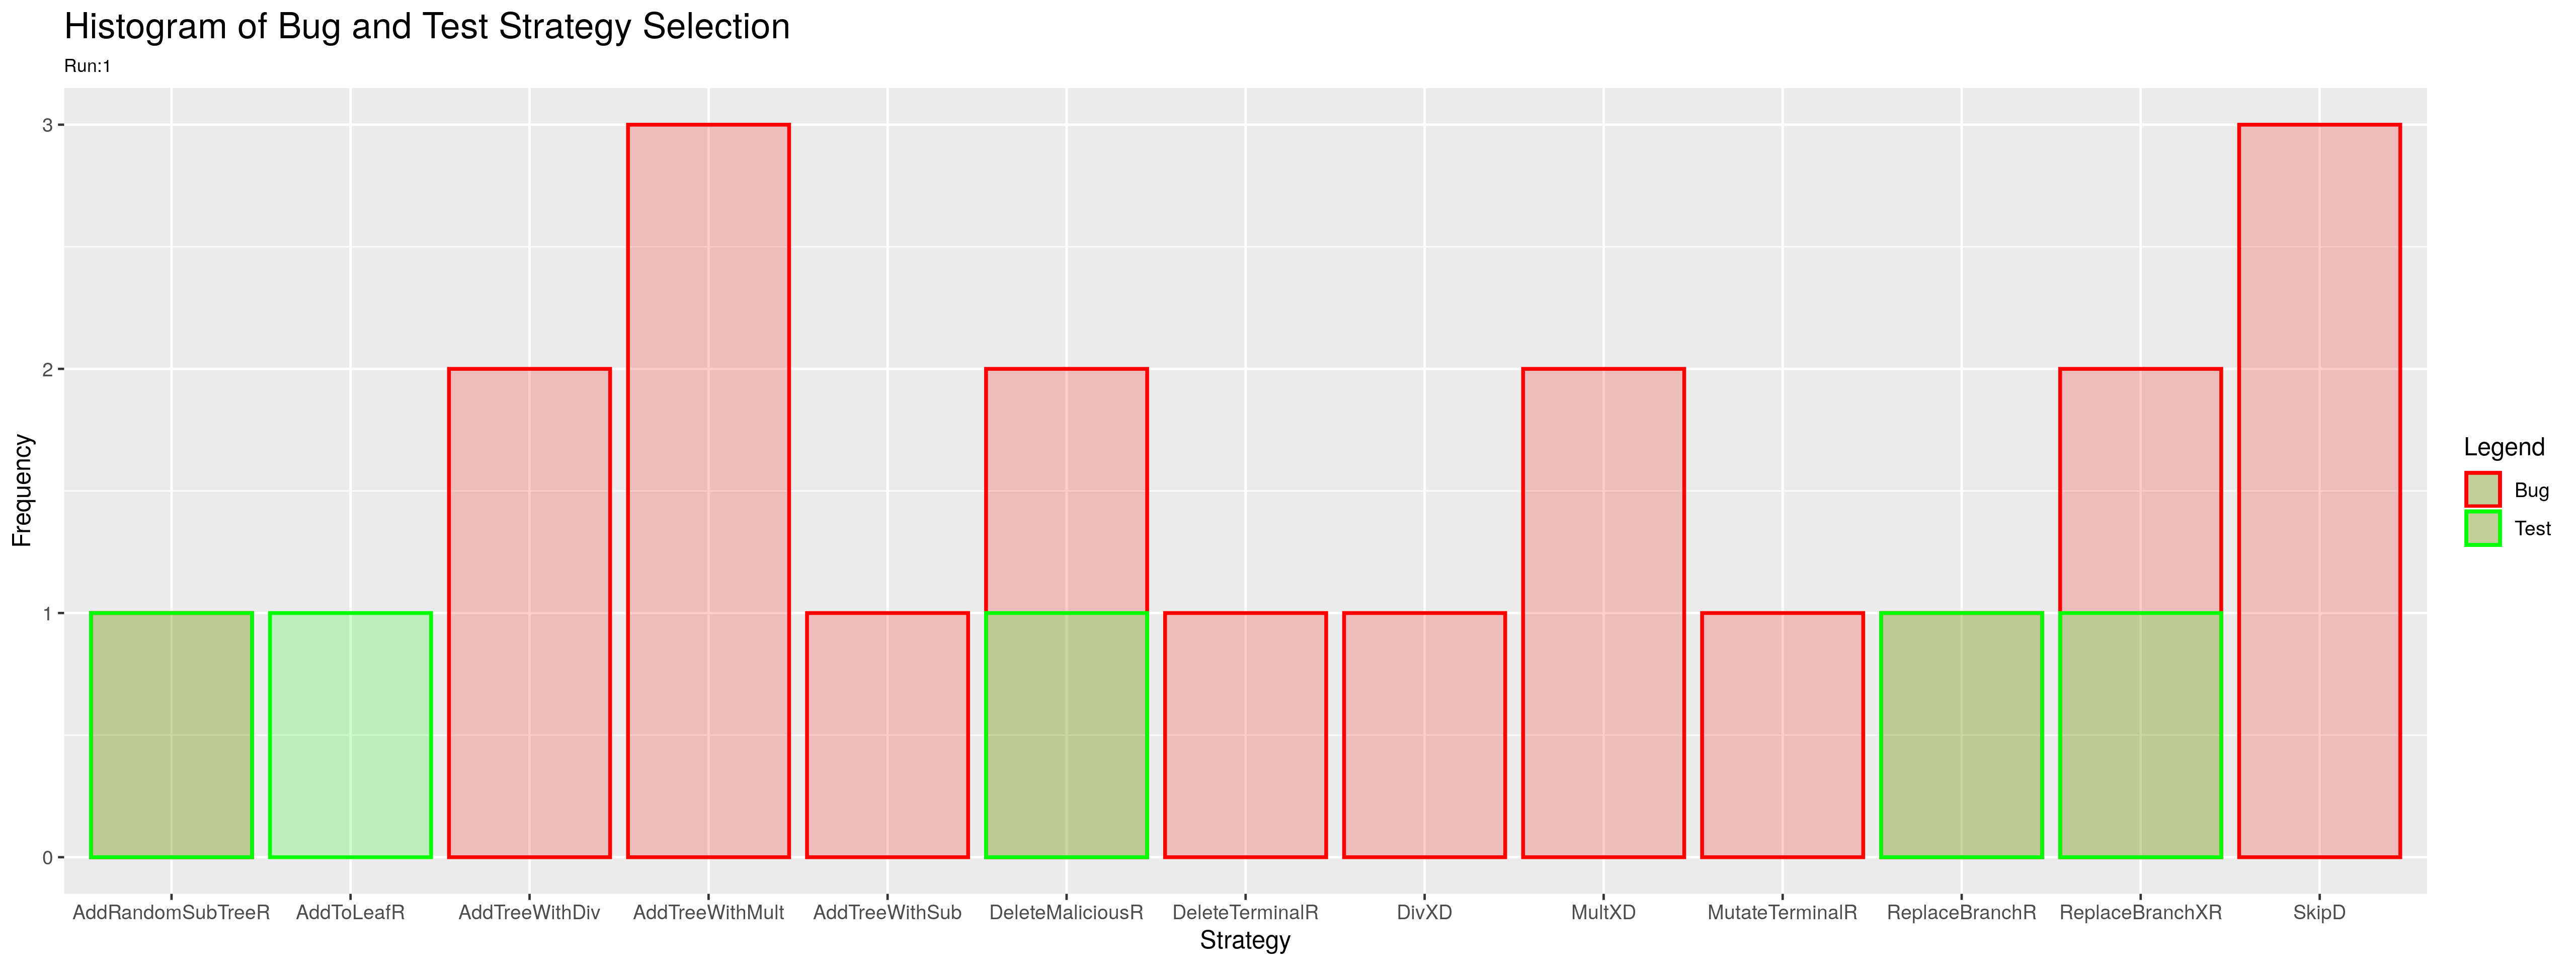 Histogram of Bug and Test Strategy Selection
Run:1
Frequency
3
2
1
0
AddRandomSubTreeR AddToLeafR AddTreeWithDiv AddTreeWithMult AddTreeWithSub DeleteMaliciousR DeleteTerminalR DivXD MultXD MutateTerminalR ReplaceBranchR ReplaceBranchXR SkipD
Strategy
Legend
Bug
Test